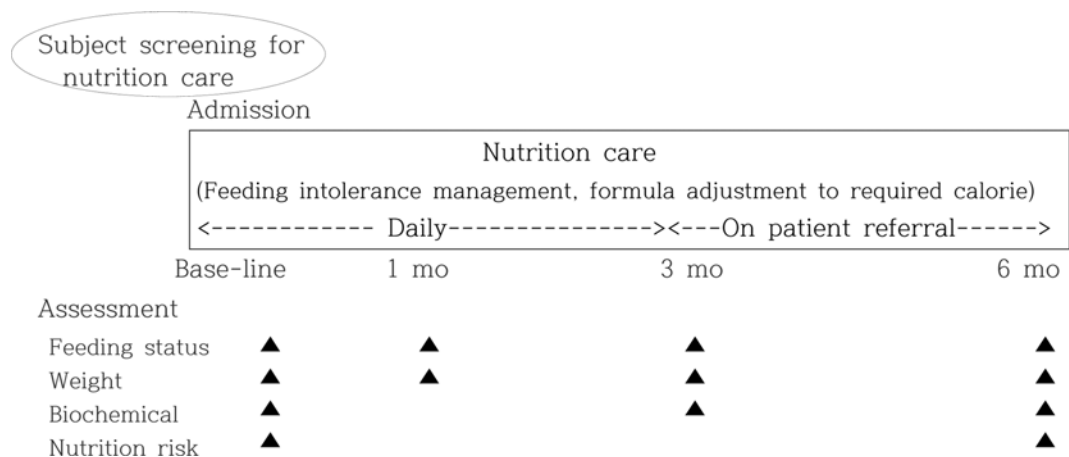 Subject screening for
nutrition care
Admission
Nutrition care
(Feeding intolerance management, formula adjustment to required calorie)
<------------ Daily---------------><---On patient referral------>
Base-line 1 mo 3 mo 6 mo
Assessment
Feeding status ▲ ▲ ▲ ▲
Weight ▲ ▲ ▲ ▲
Biochemical ▲ ▲ ▲
Nutrition risk ▲ ▲